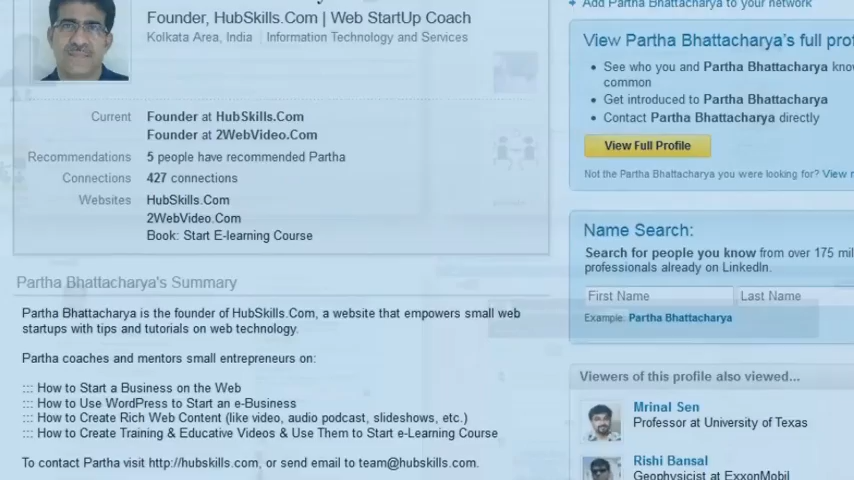 Founder, HubSkills.Com | Web StartUp Coach
Kolkata Area, India | Information Technology and Services
Current Founder at HubSkills.Com
Founder at 2WebVideo.Com
Recommendations 5 people have recommended Partha
Connections 427 connections
Websites HubSkills.Com
2WebVideo.Com
Book: Start E-learning Course
Partha Bhattacharya's Summary
Partha Bhattacharya is the founder of HubSkills.Com, a website that empowers small web
startups with tips and tutorials on web technology.
Partha coaches and mentors small entrepreneurs on:
::: How to Start a Business on the Web
::: How to Use WordPress to Start an e-Business
::: How to Create Rich Web Content (like video, audio podcast, slideshows, etc.)
::: How to Create Training & Educative Videos & Use Them to Start e-Learning Course
To contact Partha visit http://hubskills.com, or send email to team@hubskills.com.
Add Partha Bhattacharya to your network
View Partha Bhattacharya's full prof
• See who you and Partha Bhattacharya kno
common
• Get introduced to Partha Bhattacharya
• Contact Partha Bhattacharya directly
View Full Profile
Not the Partha Bhattacharya you were looking for? View
Name Search:
Search for people you know from over 175 mil
professionals already on LinkedIn.
First Name Last Name
Example: Partha Bhattacharya
Viewers of this profile also viewed...
Mrinal Sen
Professor at University of Texas
Rishi Bansal
Geophysicist at ExxonMobil